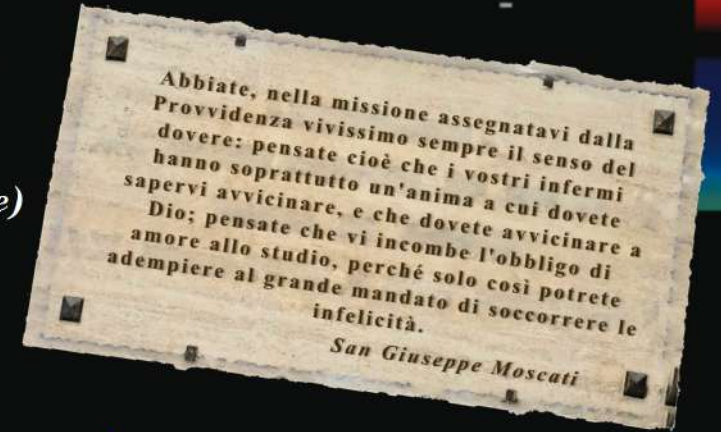 e)
Abbiate, nella missione assegnatavi dalla
Provvidenza vivissimo sempre il senso del
dovere: pensate cioè che i vostri infermi
hanno soprattutto un'anima a cui dovete
sapervi avvicinare, e che dovete avvicinare a
Dio; pensate che vi incombe l'obbligo di
amore allo studio, perché solo così potrete
adempiere al grande mandato di soccorrere le
infelicità.
San Giuseppe Moscati